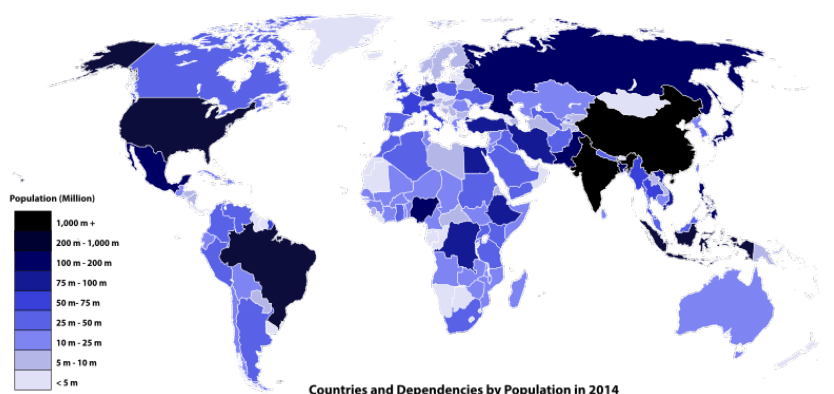 Population (Million)
1,000 m +
200 m - 1,000 m
100 m - 200 m
75 m - 100 m
50 m- 75 m
25 m - 50 m
10 m - 25 m
5 m - 10 m
< 5 m
Countries and Dependencies by Population in 2014